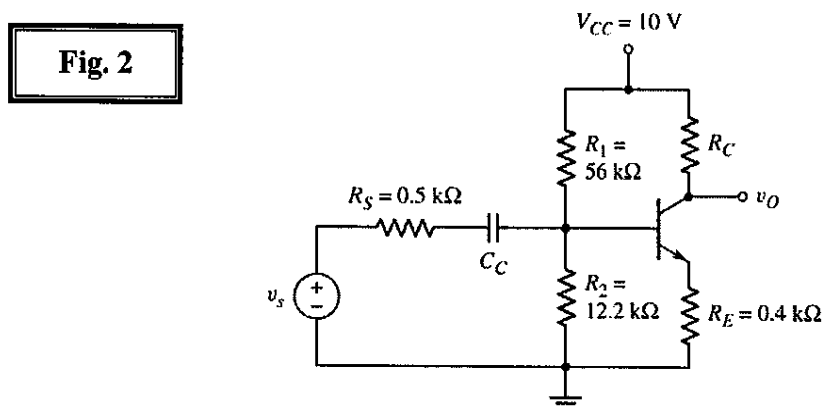 Fig. 2
V_CC = 10 V
R_1 =
56 kΩ
R_C
R_S = 0.5 kΩ
v_O
C_C
v_s
+
−
R_2 =
12.2 kΩ
R_E = 0.4 kΩ